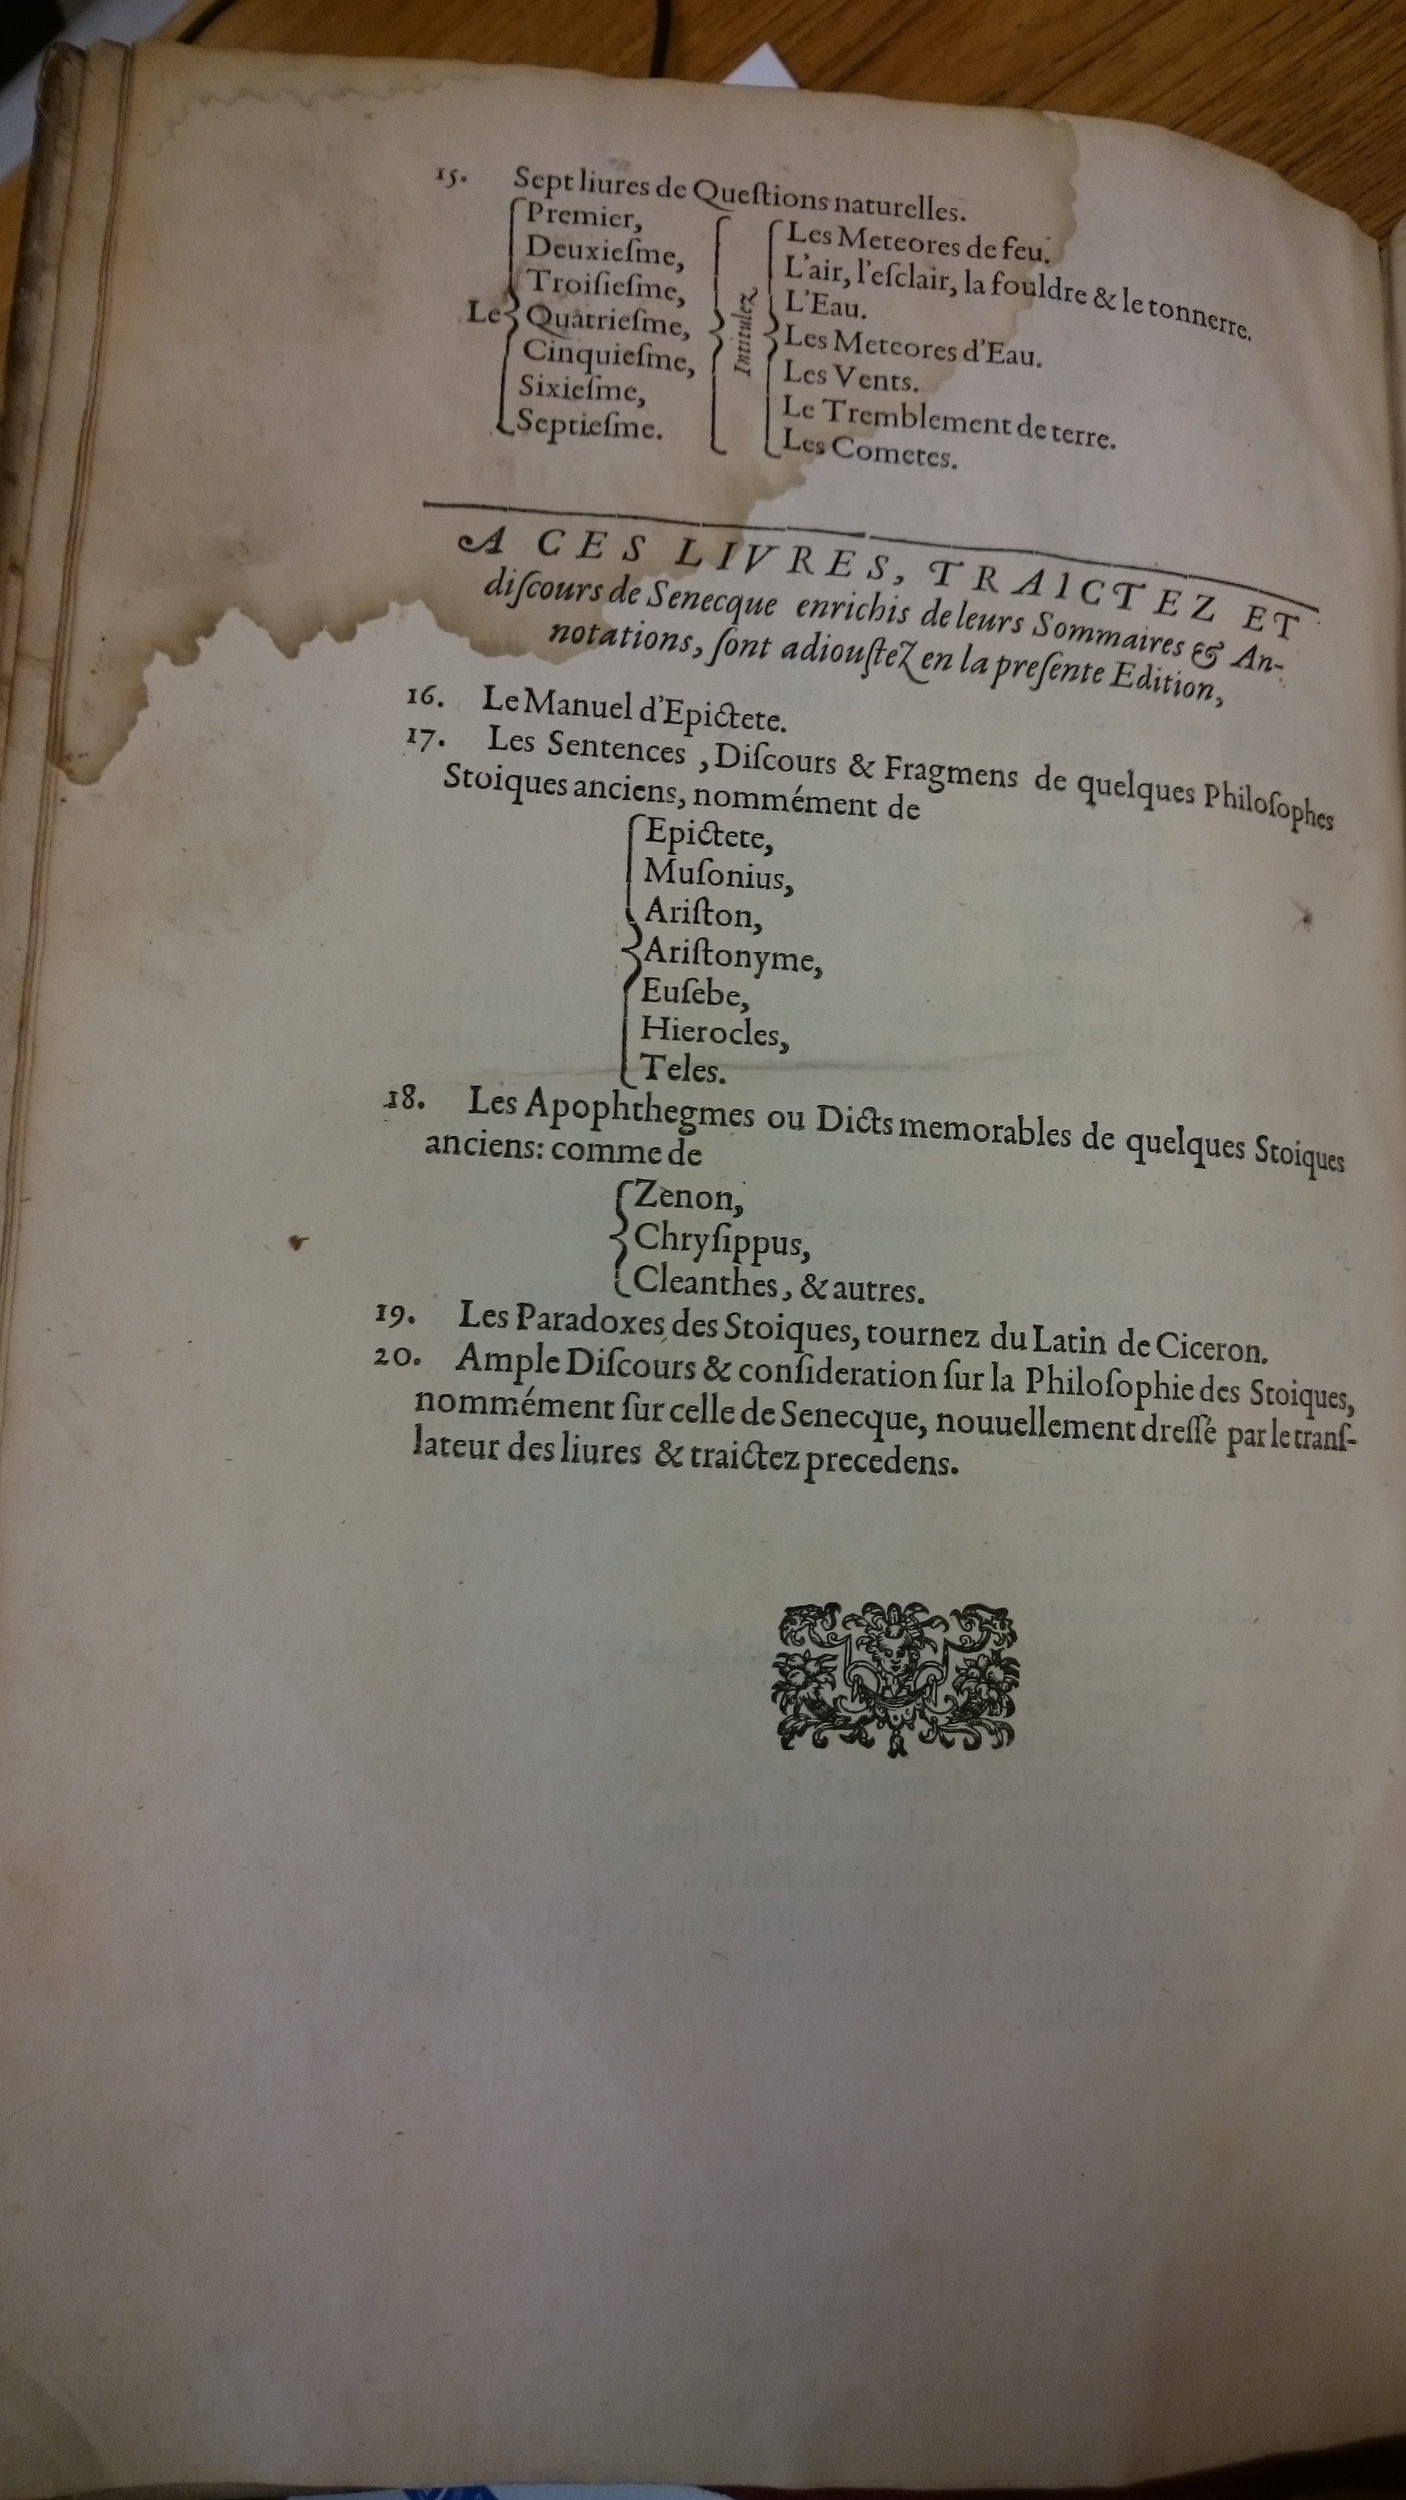 15. Sept liures de Queſtions naturelles.
Le
Premier,
Deuxieſme,
Troiſieſme,
Quatrieſme,
Cinquieſme,
Sixieſme,
Septieſme.
Intitulez
Les Meteores de feu.
L'air, l'eſclair, la fouldre & le tonnerre.
L'Eau.
Les Meteores d'Eau.
Les Vents.
Le Tremblement de terre.
Les Cometes.
A CES LIVRES, TRAICTEZ ET
diſcours de Senecque enrichis de leurs Sommaires & An-
notations, ſont adiouſtez en la preſente Edition,
16. Le Manuel d'Epictete.
17. Les Sentences, Diſcours & Fragmens de quelques Philoſophes
Stoiques anciens, nommément de
Epictete,
Muſonius,
Ariſton,
Ariſtonyme,
Euſebe,
Hierocles,
Teles.
18. Les Apophthegmes ou Dicts memorables de quelques Stoiques
anciens: comme de
Zenon,
Chryſippus,
Cleanthes, & autres.
19. Les Paradoxes des Stoiques, tournez du Latin de Ciceron.
20. Ample Diſcours & conſideration ſur la Philoſophie des Stoiques,
nommément ſur celle de Senecque, nouuellement dreſſé par le tranſ-
lateur des liures & traictez precedens.